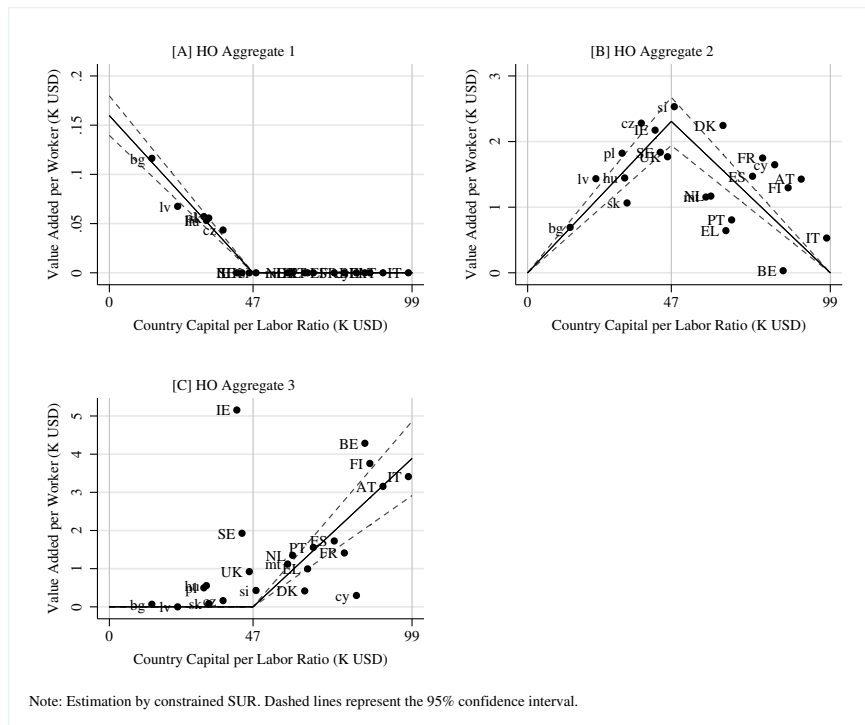 [A] HO Aggregate 1
Value Added per Worker (K USD)
.2
.15
.1
.05
0
bg
lv
cz
IT
0 47 99
Country Capital per Labor Ratio (K USD)
[B] HO Aggregate 2
Value Added per Worker (K USD)
3
2
1
0
si
cz
IE
DK
pl
SE
UK
FR
cy
lv
hu
ES
AT
FI
sk
NL
mt
PT
EL
bg
IT
BE
0 47 99
Country Capital per Labor Ratio (K USD)
[C] HO Aggregate 3
Value Added per Worker (K USD)
5
4
3
2
1
0
IE
BE
FI
IT
AT
SE
PT
ES
NL
FR
mt
EL
UK
hu
pl
si
DK
cy
bg
lv
sk
cz
0 47 99
Country Capital per Labor Ratio (K USD)
Note: Estimation by constrained SUR. Dashed lines represent the 95% confidence interval.